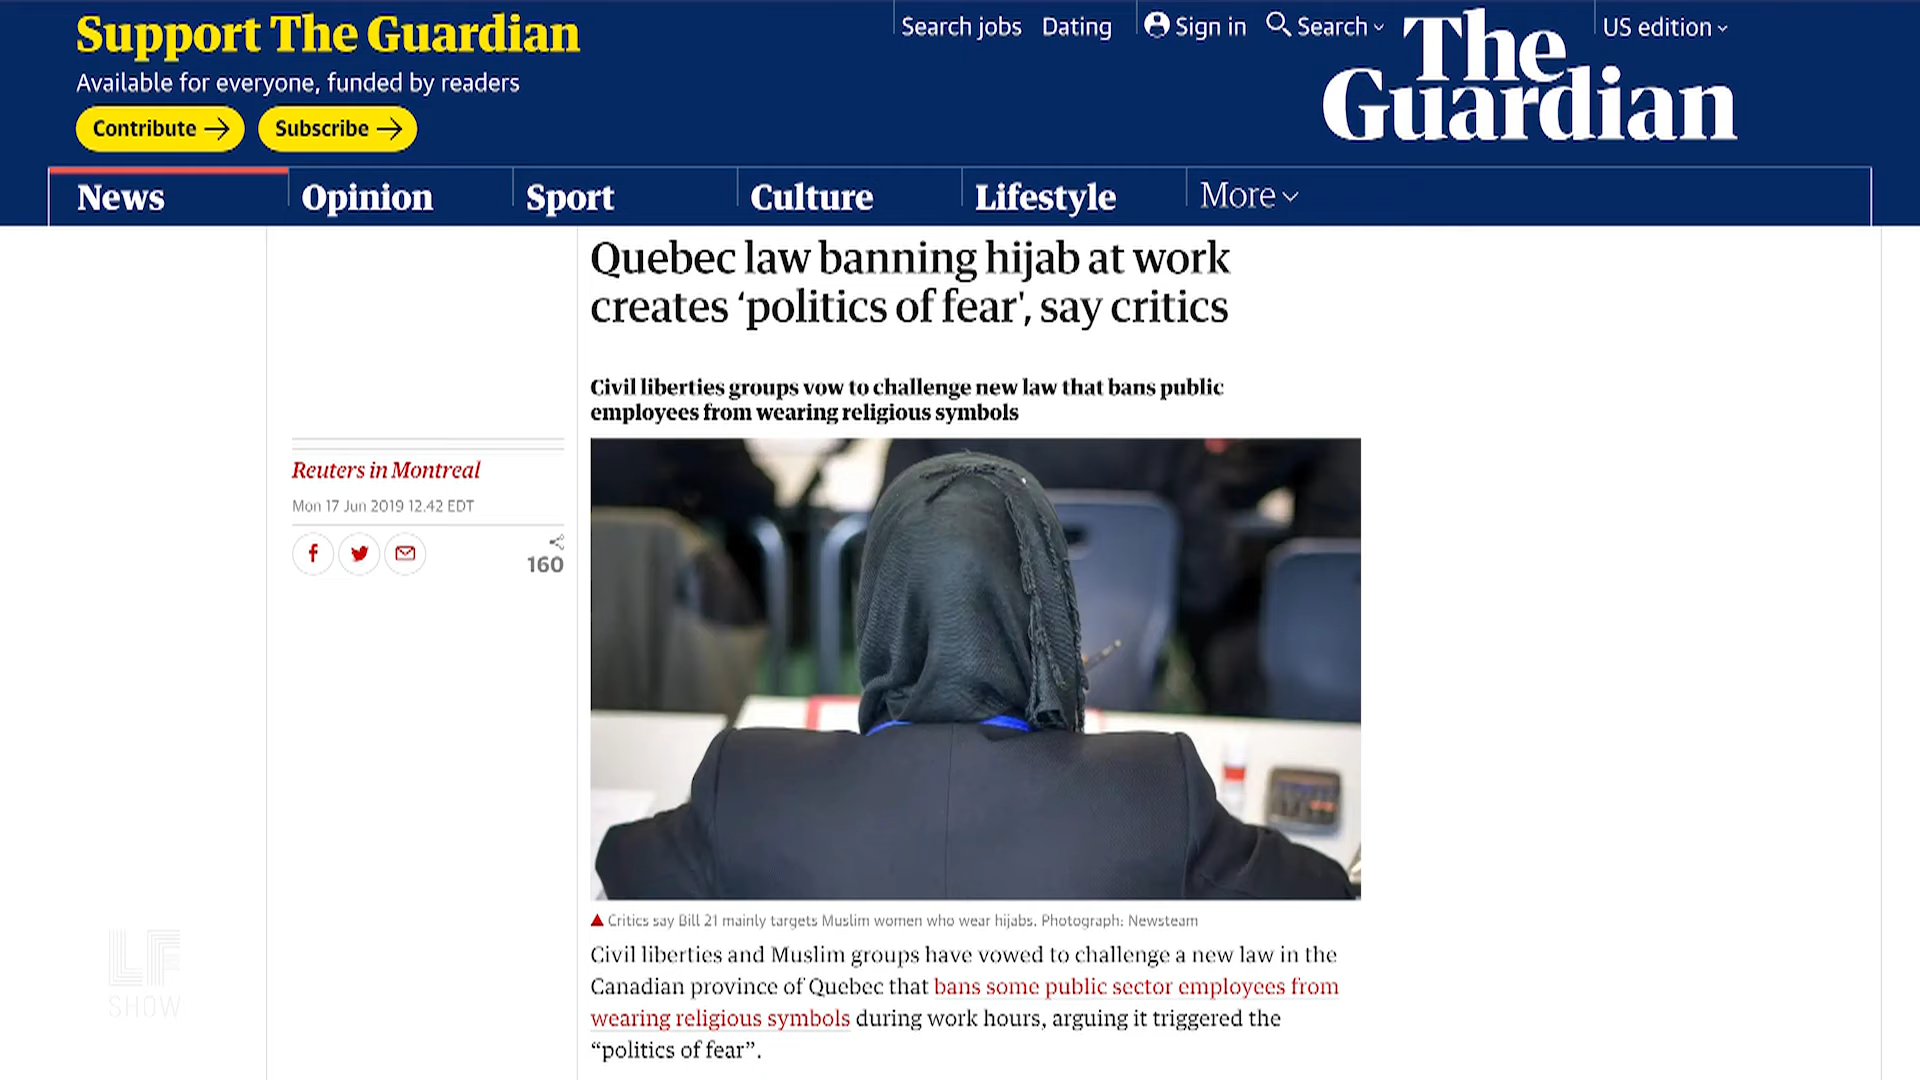 Support The Guardian
Available for everyone, funded by readers
Contribute
Subscribe
Search jobs
Dating
Sign in
Search
US edition
The
Guardian
News
Opinion
Sport
Culture
Lifestyle
More
Quebec law banning hijab at work
creates ‘politics of fear', say critics
Civil liberties groups vow to challenge new law that bans public
employees from wearing religious symbols
Reuters in Montreal
Mon 17 Jun 2019 12.42 EDT
160
Critics say Bill 21 mainly targets Muslim women who wear hijabs. Photograph: Newsteam
Civil liberties and Muslim groups have vowed to challenge a new law in the
Canadian province of Quebec that bans some public sector employees from
wearing religious symbols during work hours, arguing it triggered the
“politics of fear”.
LF
SHOW